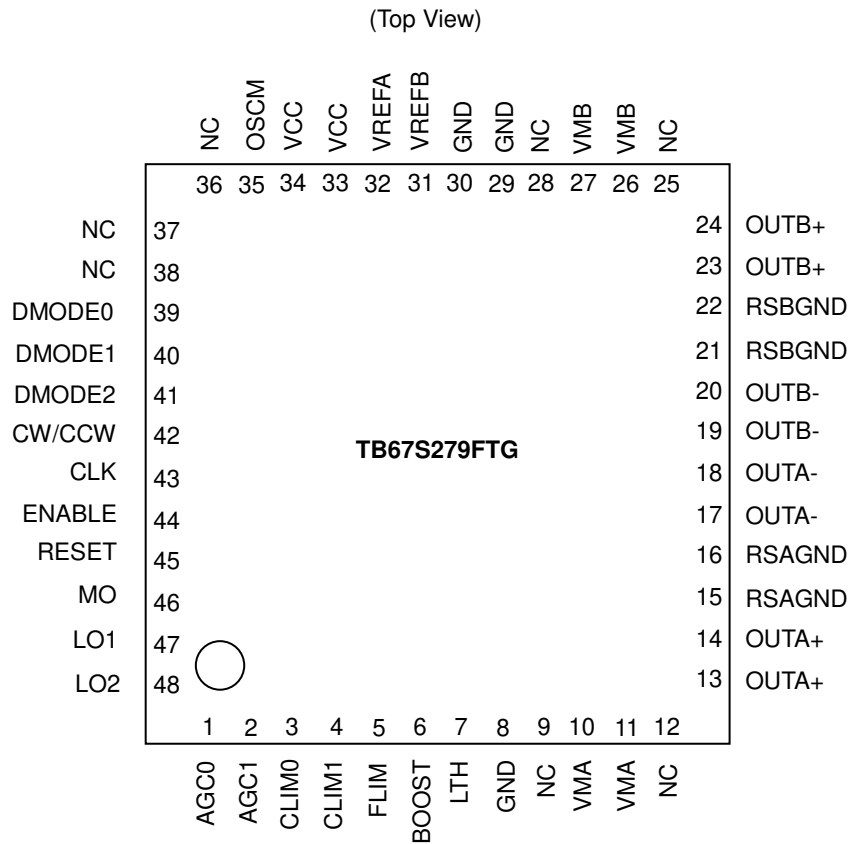 (Top View)
NC OSCM VCC VCC VREFA VREFB GND GND NC VMB VMB NC
36 35 34 33 32 31 30 29 28 27 26 25
NC 37 24 OUTB+
NC 38 23 OUTB+
DMODE0 39 22 RSBGND
DMODE1 40 21 RSBGND
DMODE2 41 20 OUTB-
CW/CCW 42 19 OUTB-
TB67S279FTG
CLK 43 18 OUTA-
ENABLE 44 17 OUTA-
RESET 45 16 RSAGND
MO 46 15 RSAGND
LO1 47 14 OUTA+
LO2 48 13 OUTA+
1 2 3 4 5 6 7 8 9 10 11 12
AGC0 AGC1 CLIM0 CLIM1 FLIM BOOST LTH GND NC VMA VMA NC